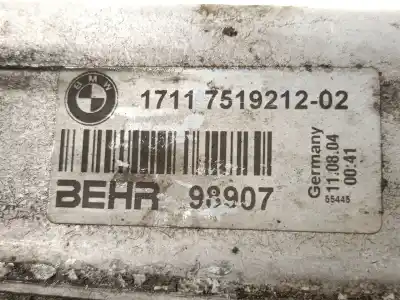 BMW
1711 7519212-02
BEHR 98907
Germany
11.08.04
00:41
55445